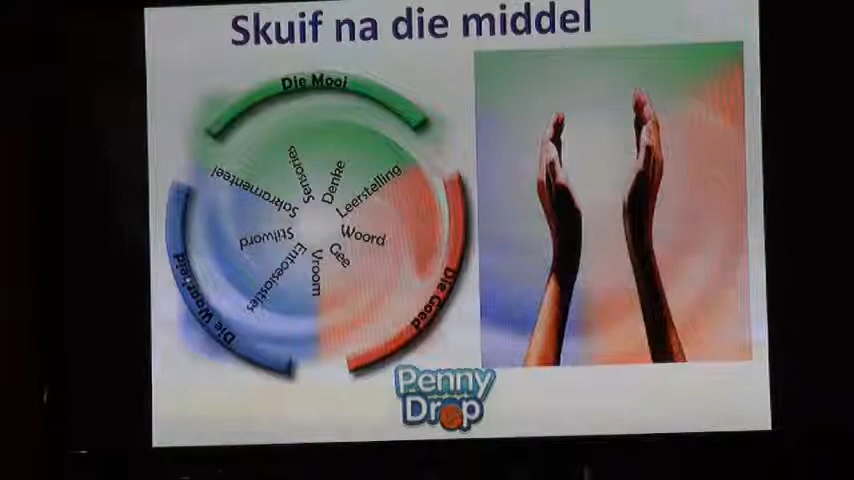 Skuif na die middel
Die Mooi
Sensories
Denke
Leerstelling
Woord
Gee
Vroom
Entoesiasties
Stilword
Sakramenteel
Die Goed
Die Waarheid
Penny
Drop